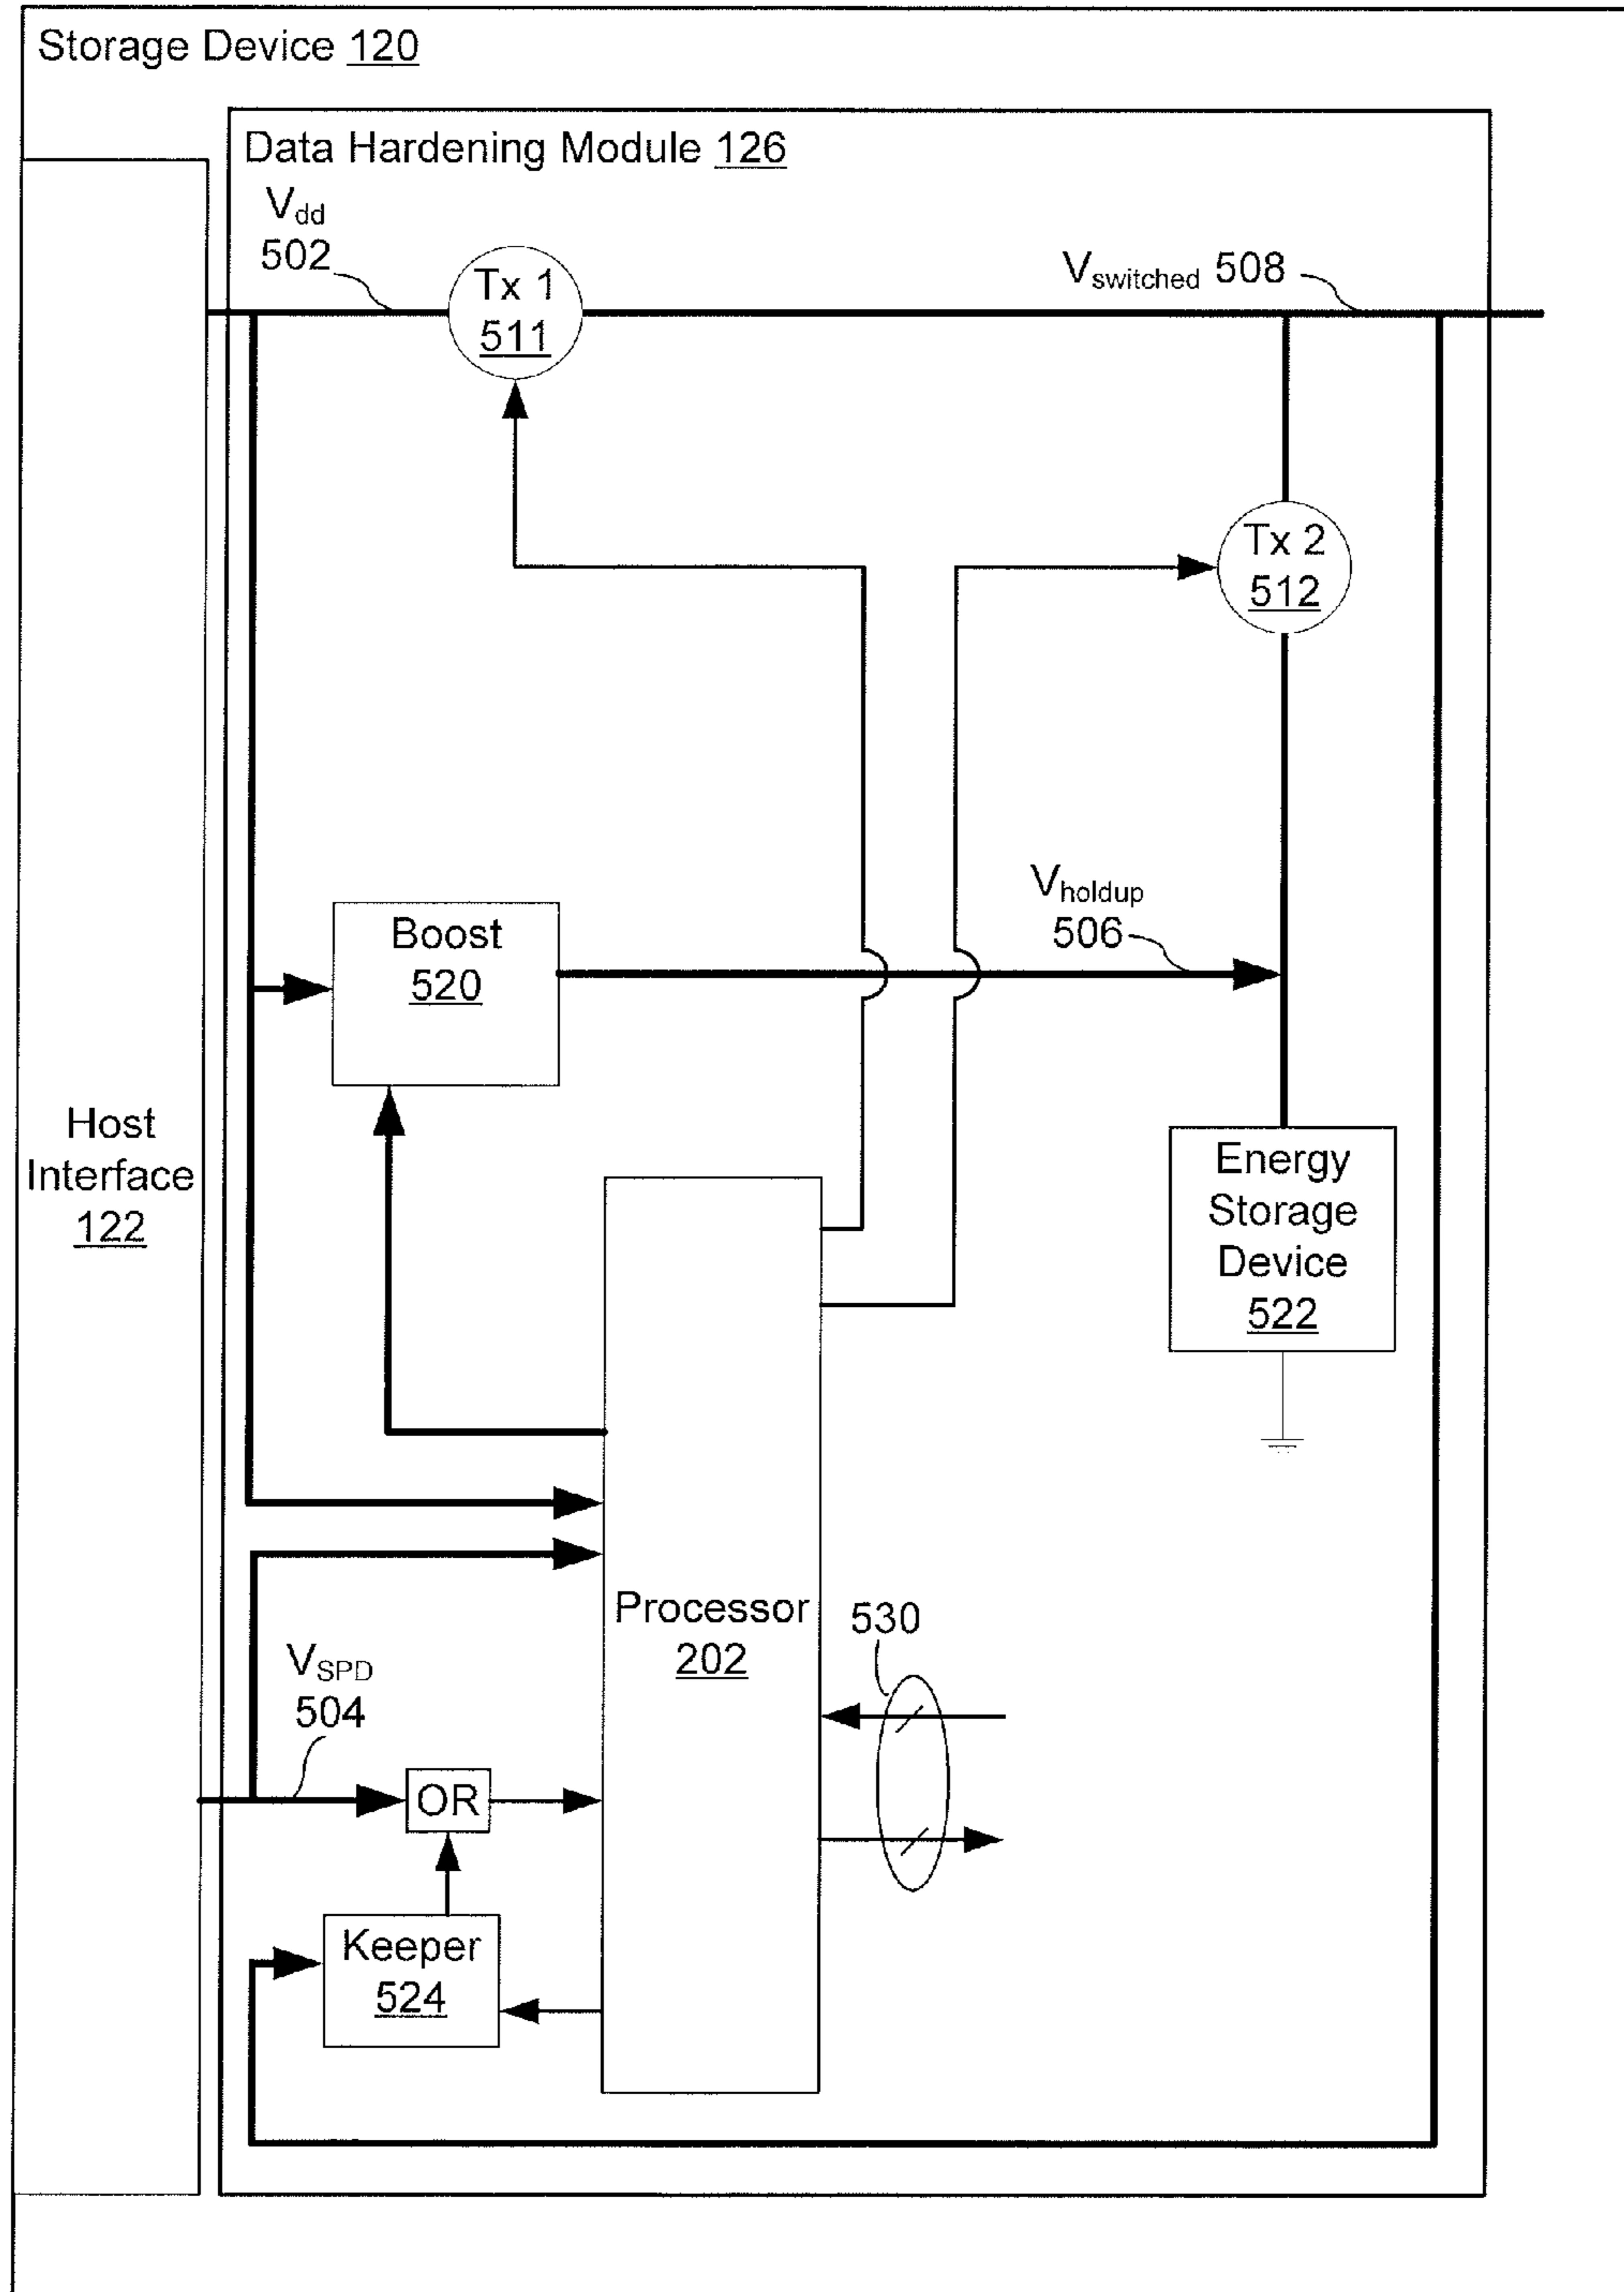 Storage Device 120
Data Hardening Module 126
Vdd
502
Tx 1
511
Vswitched 508
Tx 2
512
Vholdup
506
Boost
520
Host
Interface
122
Energy
Storage
Device
522
Processor
202
530
VSPD
504
OR
Keeper
524